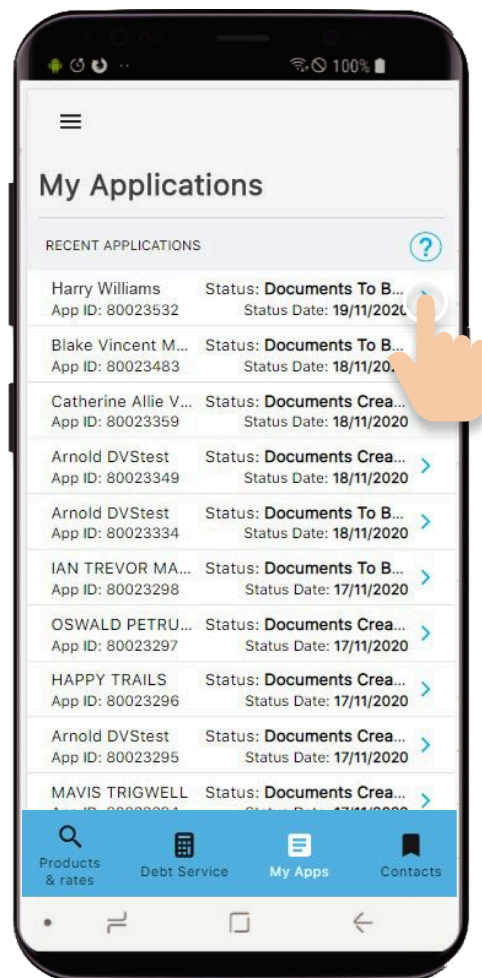 100%
My Applications
RECENT APPLICATIONS
?
Harry Williams Status: Documents To B...
App ID: 80023532 Status Date: 19/11/2020
Blake Vincent M... Status: Documents To B...
App ID: 80023483 Status Date: 18/11/20
Catherine Allie V... Status: Documents Crea...
App ID: 80023359 Status Date: 18/11/2020
Arnold DVStest Status: Documents Crea...
App ID: 80023349 Status Date: 18/11/2020
Arnold DVStest Status: Documents To B...
App ID: 80023334 Status Date: 18/11/2020
IAN TREVOR MA... Status: Documents To B...
App ID: 80023298 Status Date: 17/11/2020
OSWALD PETRU... Status: Documents Crea...
App ID: 80023297 Status Date: 17/11/2020
HAPPY TRAILS Status: Documents Crea...
App ID: 80023296 Status Date: 17/11/2020
Arnold DVStest Status: Documents Crea...
App ID: 80023295 Status Date: 17/11/2020
MAVIS TRIGWELL Status: Documents Crea...
Products
& rates
Debt Service
My Apps
Contacts